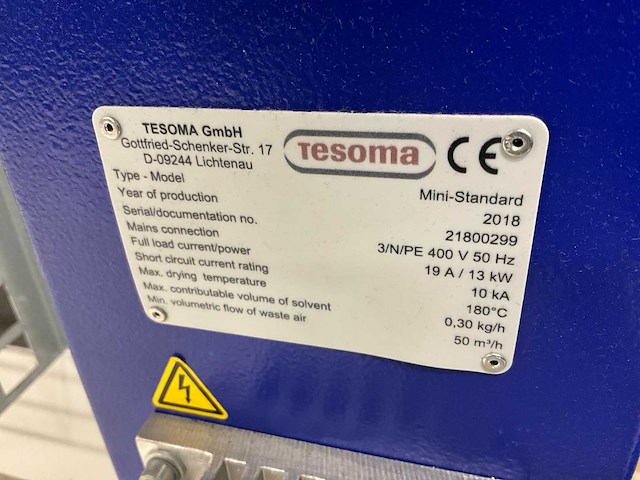 TESOMA GmbH
Gottfried-Schenker-Str. 17
D-09244 Lichtenau
Tesoma
CE
Type - Model Mini-Standard
Year of production 2018
Serial/documentation no. 21800299
Mains connection 3/N/PE 400 V 50 Hz
Full load current/power 19 A / 13 kW
Short circuit current rating 10 kA
Max. drying temperature 180°C
Max. contributable volume of solvent 0,30 kg/h
Min. volumetric flow of waste air 50 m³/h